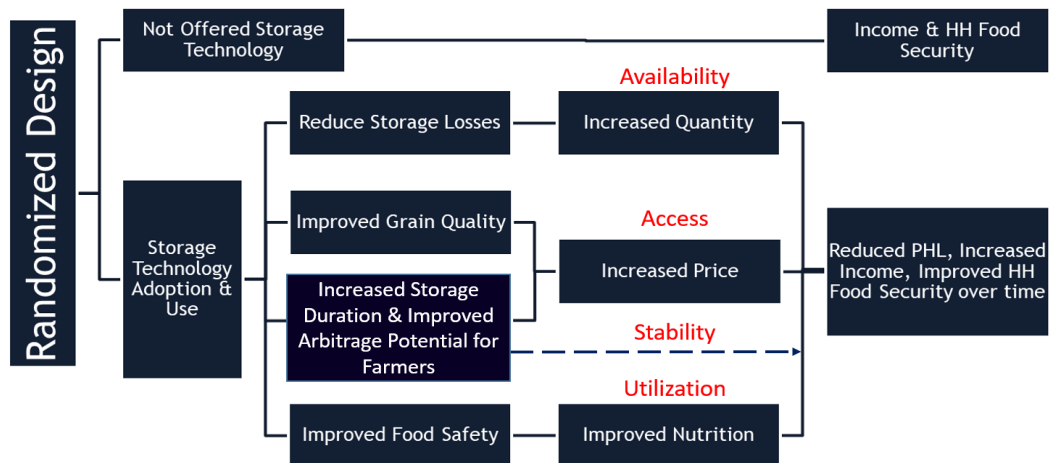 Randomized Design
Not Offered Storage
Technology
Income & HH Food
Security
Availability
Reduce Storage Losses
Increased Quantity
Storage
Technology
Adoption &
Use
Improved Grain Quality
Access
Increased Price
Increased Storage
Duration & Improved
Arbitrage Potential for
Farmers
Stability
Utilization
Improved Food Safety
Improved Nutrition
Reduced PHL, Increased
Income, Improved HH
Food Security over time